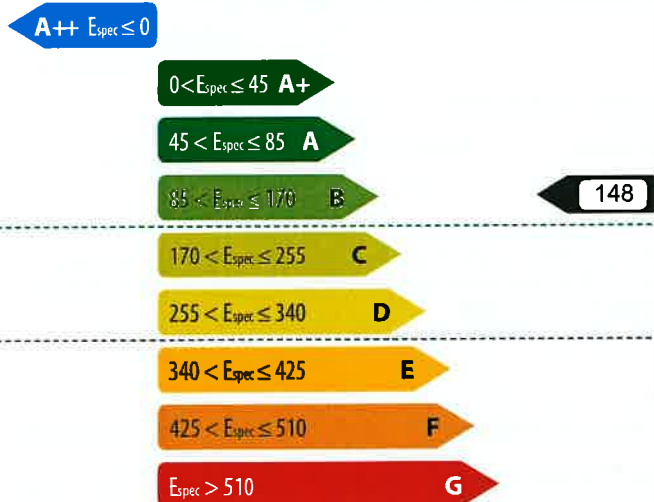 A++ Espec ≤ 0
0<Espec ≤ 45 A+
45 < Espec ≤ 85 A
85 < Espec ≤ 170 B
148
170 < Espec ≤ 255 C
255 < Espec ≤ 340 D
340 < Espec ≤ 425 E
425 < Espec ≤ 510 F
Espec > 510 G